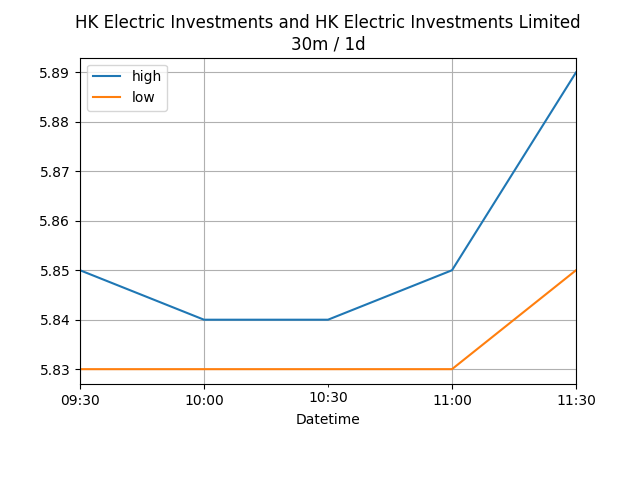 HK Electric Investments and HK Electric Investments Limited
30m / 1d
high
low
5.89
5.88
5.87
5.86
5.85
5.84
5.83
09:30
10:00
10:30
11:00
11:30
Datetime